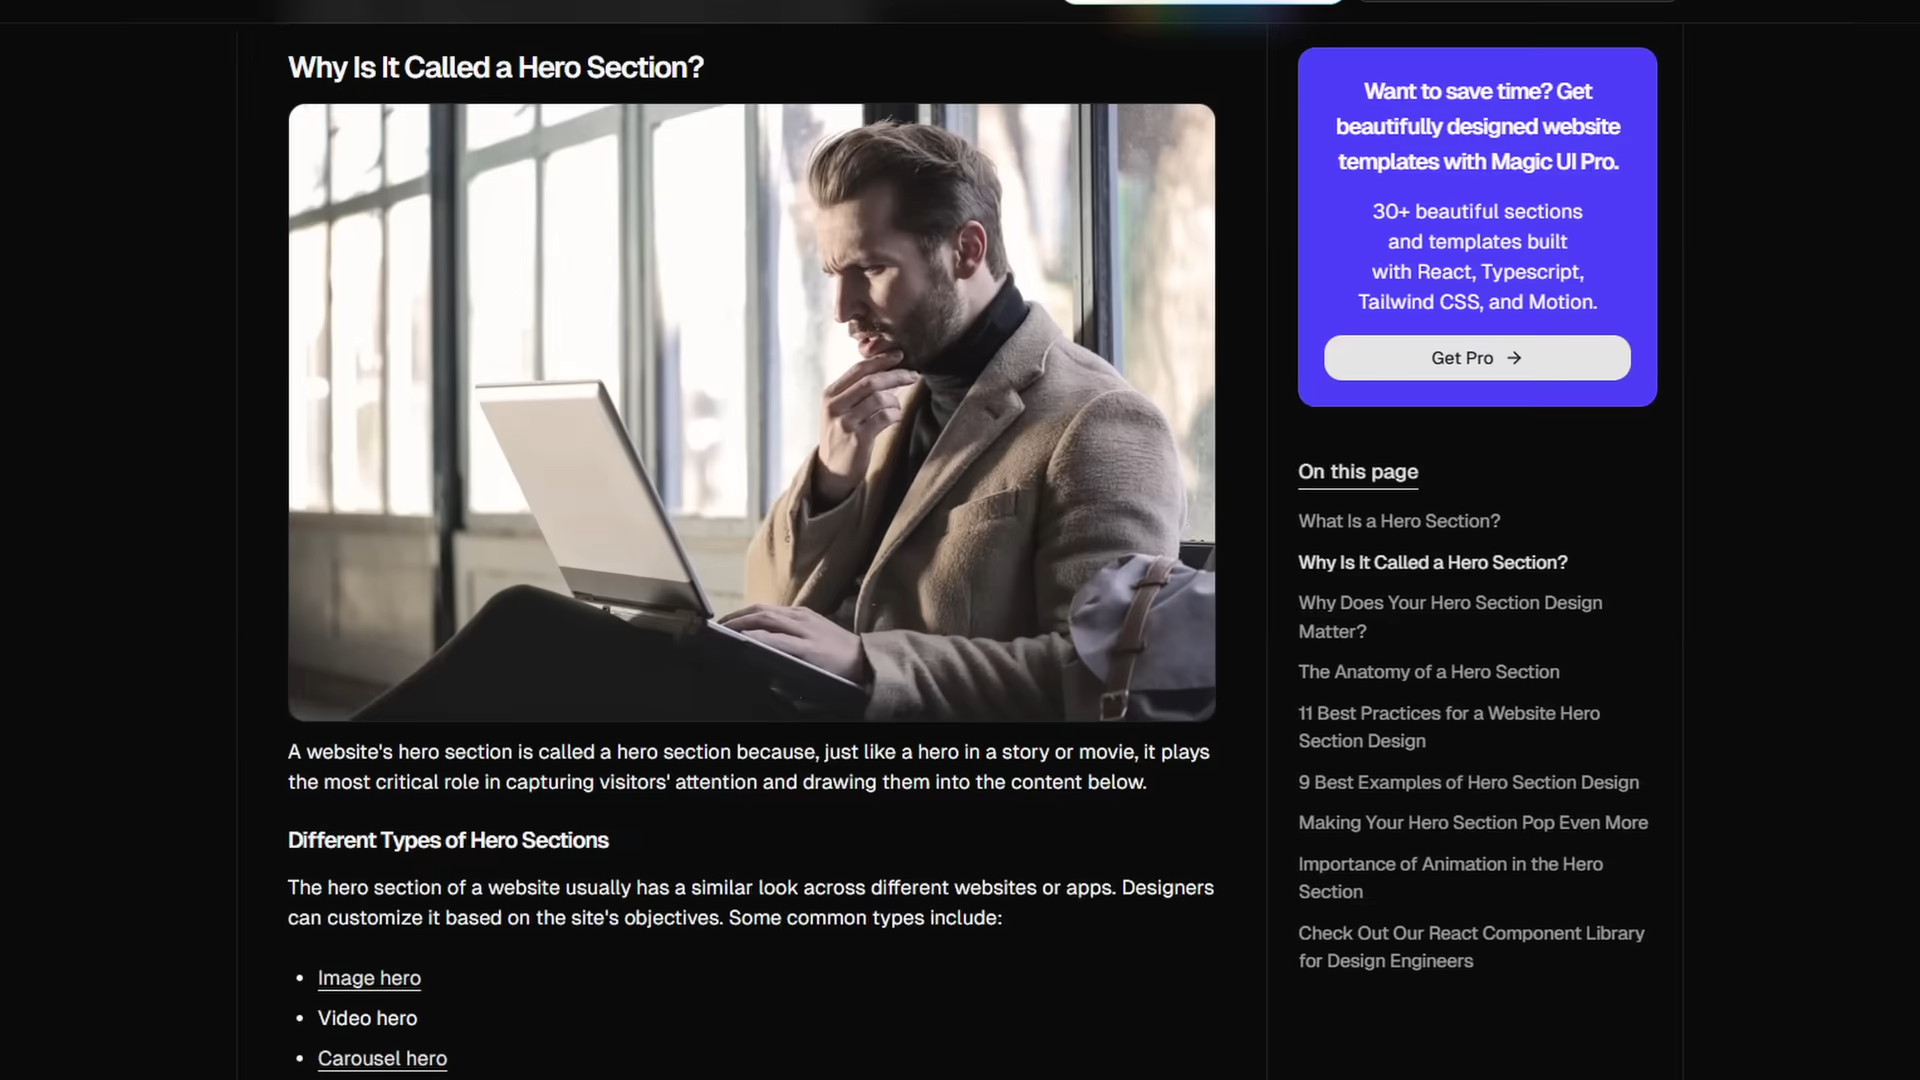 Why Is It Called a Hero Section?
A website's hero section is called a hero section because, just like a hero in a story or movie, it plays
the most critical role in capturing visitors' attention and drawing them into the content below.
Different Types of Hero Sections
The hero section of a website usually has a similar look across different websites or apps. Designers
can customize it based on the site's objectives. Some common types include:
• Image hero
• Video hero
• Carousel hero
Want to save time? Get
beautifully designed website
templates with Magic UI Pro.
30+ beautiful sections
and templates built
with React, Typescript,
Tailwind CSS, and Motion.
Get Pro →
On this page
What Is a Hero Section?
Why Is It Called a Hero Section?
Why Does Your Hero Section Design
Matter?
The Anatomy of a Hero Section
11 Best Practices for a Website Hero
Section Design
9 Best Examples of Hero Section Design
Making Your Hero Section Pop Even More
Importance of Animation in the Hero
Section
Check Out Our React Component Library
for Design Engineers